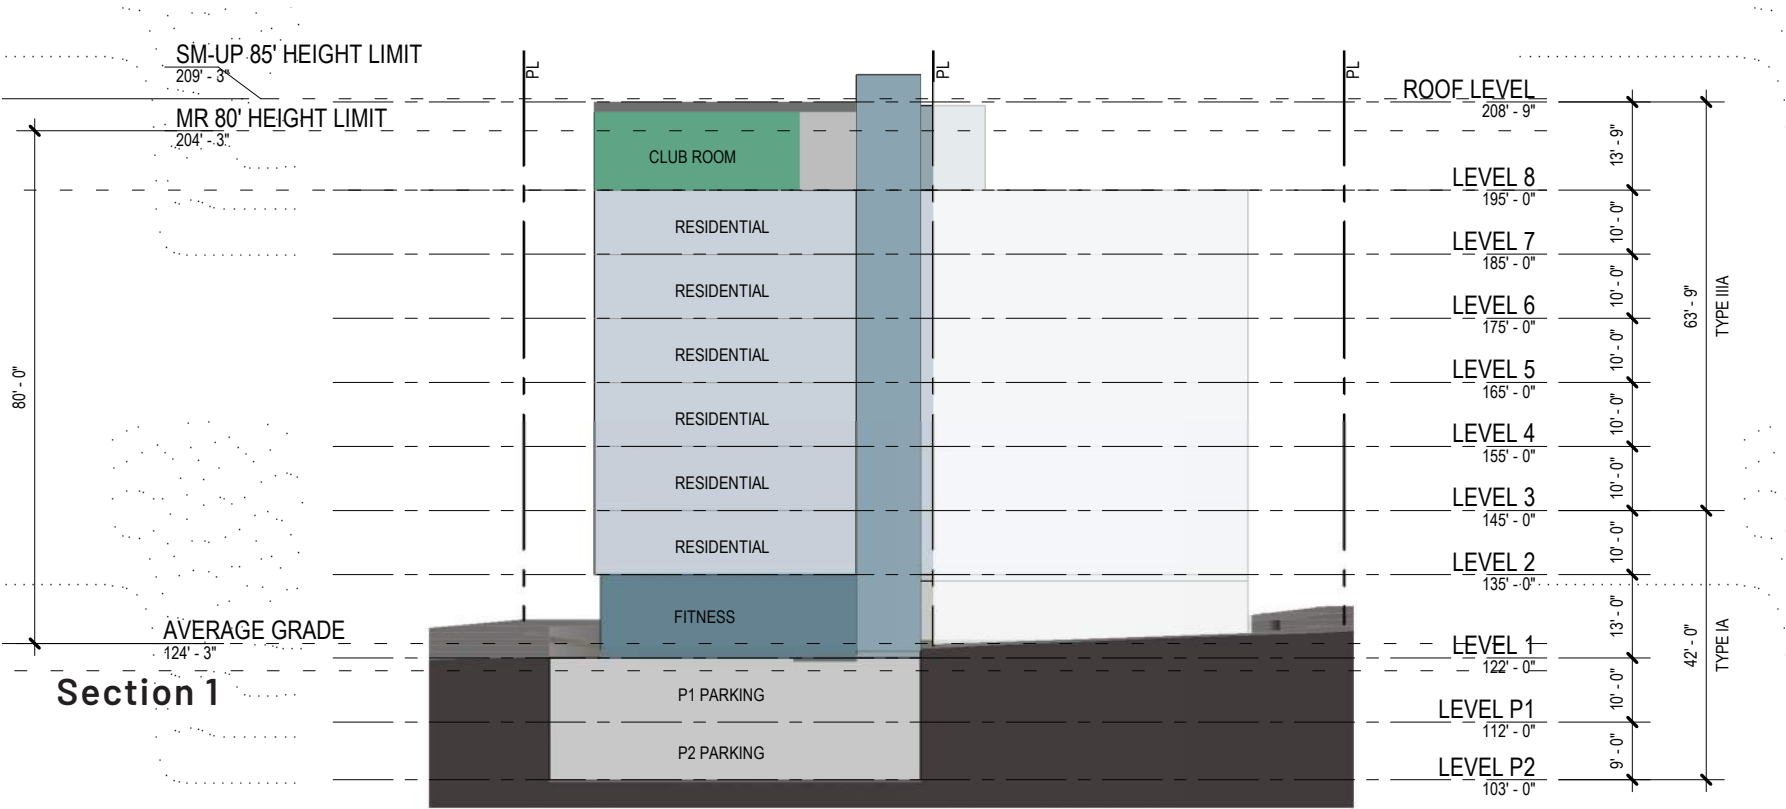 SM-UP 85' HEIGHT LIMIT
209' - 3"
MR 80' HEIGHT LIMIT
204' - 3"
80' - 0"
AVERAGE GRADE
124' - 3"
Section 1
PL
PL
PL
CLUB ROOM
RESIDENTIAL
RESIDENTIAL
RESIDENTIAL
RESIDENTIAL
RESIDENTIAL
RESIDENTIAL
FITNESS
P1 PARKING
P2 PARKING
ROOF LEVEL
208' - 9"
LEVEL 8
195' - 0"
LEVEL 7
185' - 0"
LEVEL 6
175' - 0"
LEVEL 5
165' - 0"
LEVEL 4
155' - 0"
LEVEL 3
145' - 0"
LEVEL 2
135' - 0"
LEVEL 1
122' - 0"
LEVEL P1
112' - 0"
LEVEL P2
103' - 0"
13' - 9"
10' - 0"
10' - 0"
10' - 0"
10' - 0"
10' - 0"
10' - 0"
13' - 0"
10' - 0"
9' - 0"
63' - 9"
TYPE IIIA
42' - 0"
TYPE IA